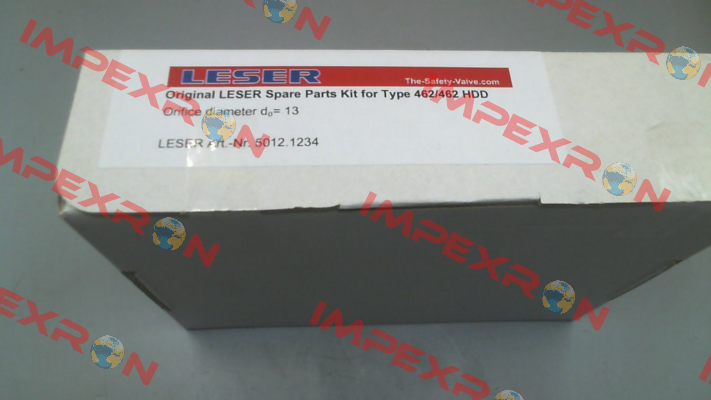 LESER
The-Safety-Valve.com
Original LESER Spare Parts Kit for Type 462/462 HDD
Orifice diameter d₀= 13
LESER Art.-Nr. 5012.1234
IMPEXRON
IMPEXRON
IMPEXRON
IMPEXRON
IMPEXRON
IMPEXRON